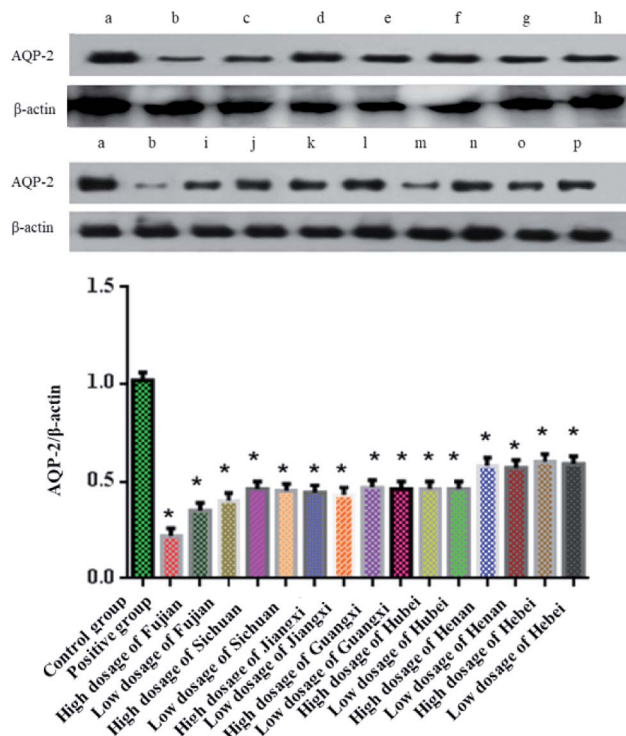 a b c d e f g h
AQP-2
β-actin
a b i j k l m n o p
AQP-2
β-actin
1.5
1.0
0.5
0.0
AQP-2/β-actin
* * * * * * * * * * * * * * *
Control group
Positive group
High dosage of Fujian
Low dosage of Fujian
High dosage of Sichuan
Low dosage of Sichuan
High dosage of Jiangxi
Low dosage of Jiangxi
High dosage of Guangxi
Low dosage of Guangxi
High dosage of Hubei
Low dosage of Hubei
High dosage of Henan
Low dosage of Henan
High dosage of Hebei
Low dosage of Hebei